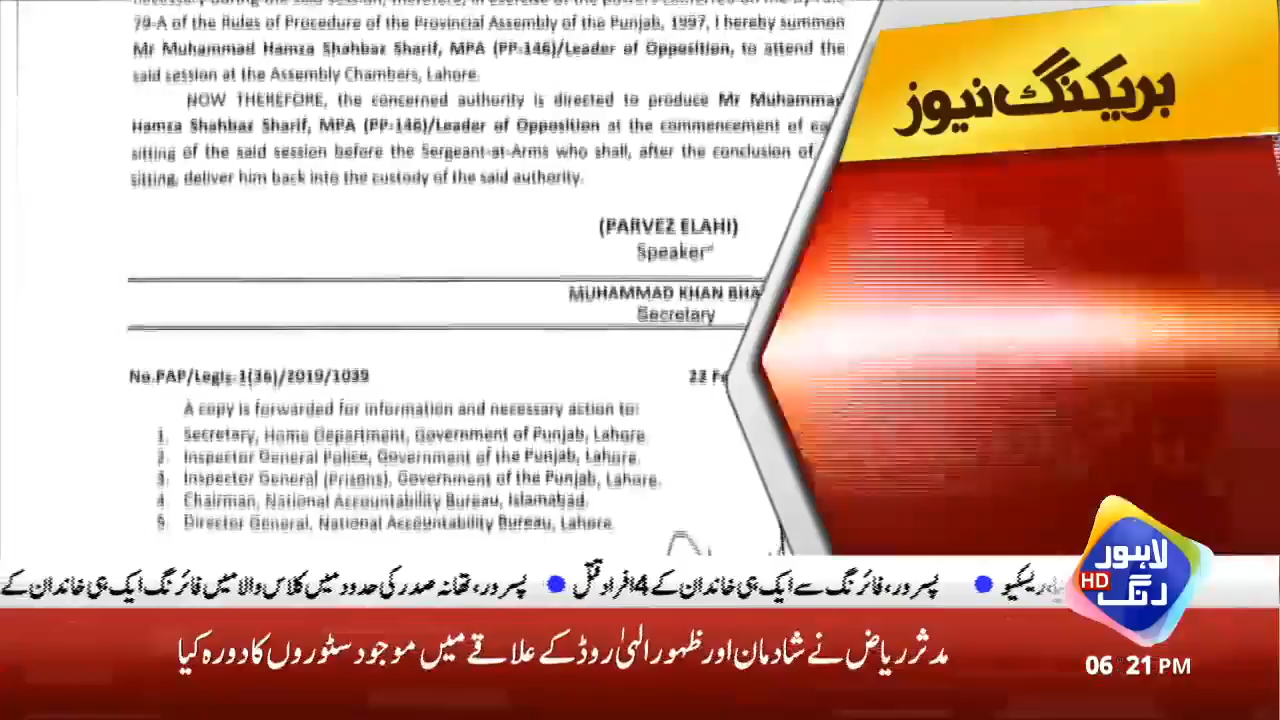 79-A of the Rules of Procedure of the Provincial Assembly of the Punjab, 1997, I hereby summon
Mr Muhammad Hamza Shahbaz Sharif, MPA (PP-146)/Leader of Opposition, to attend the
said session at the Assembly Chambers, Lahore.
NOW THEREFORE, the concerned authority is directed to produce Mr Muhammad
Hamza Shahbaz Sharif, MPA (PP-146)/Leader of Opposition at the commencement of ea
sitting of the said session before the Sergeant-at-Arms who shall, after the conclusion of
sitting, deliver him back into the custody of the said authority.
(PARVEZ ELAHI)
Speaker"
MUHAMMAD KHAN BHA
Secretary
No.PAP/Legis-1(36)/2019/1039
22 Fe
A copy is forwarded for information and necessary action to:
1. Secretary, Home Department, Government of Punjab, Lahore.
2. Inspector General Police, Government of the Punjab, Lahore.
3. Inspector General (Prisons), Government of the Punjab, Lahore.
4. Chairman, National Accountability Bureau, Islamabad.
5. Director General, National Accountability Bureau, Lahore.
بریکنگ نیوز
لاہور
رنگ
HD
ریسکیو ● پسرور، فائرنگ سے ایک ہی خاندان کے 4 افراد قتل ● پسرور، تھانہ صدر کی حدود میں کلاس والا میں فائرنگ ایک ہی خاندان کے
مدثر ریاض نے شادمان اور ظہور الہیٰ روڈ کے علاقے میں موجود سٹوروں کا دورہ کیا
06 21 PM